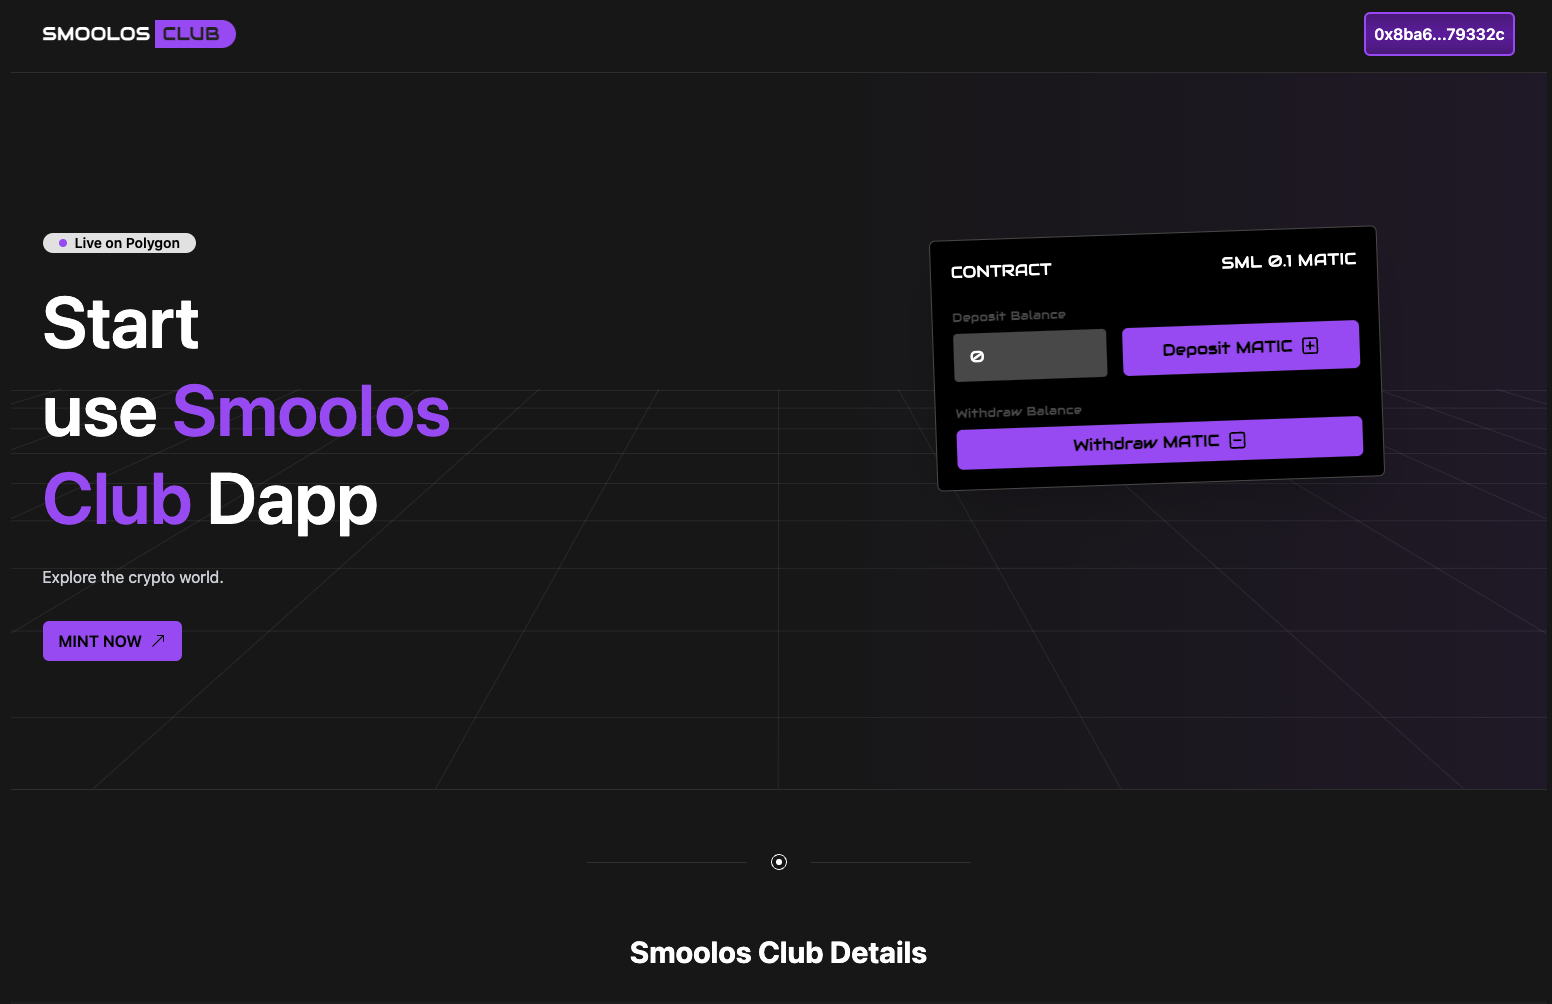 SMOOLOS CLUB
0x8ba6...79332c
Live on Polygon
Start
use Smoolos
Club Dapp
Explore the crypto world.
MINT NOW
CONTRACT
SML 0.1 MATIC
Deposit Balance
0
Deposit MATIC
Withdraw Balance
Withdraw MATIC
Smoolos Club Details